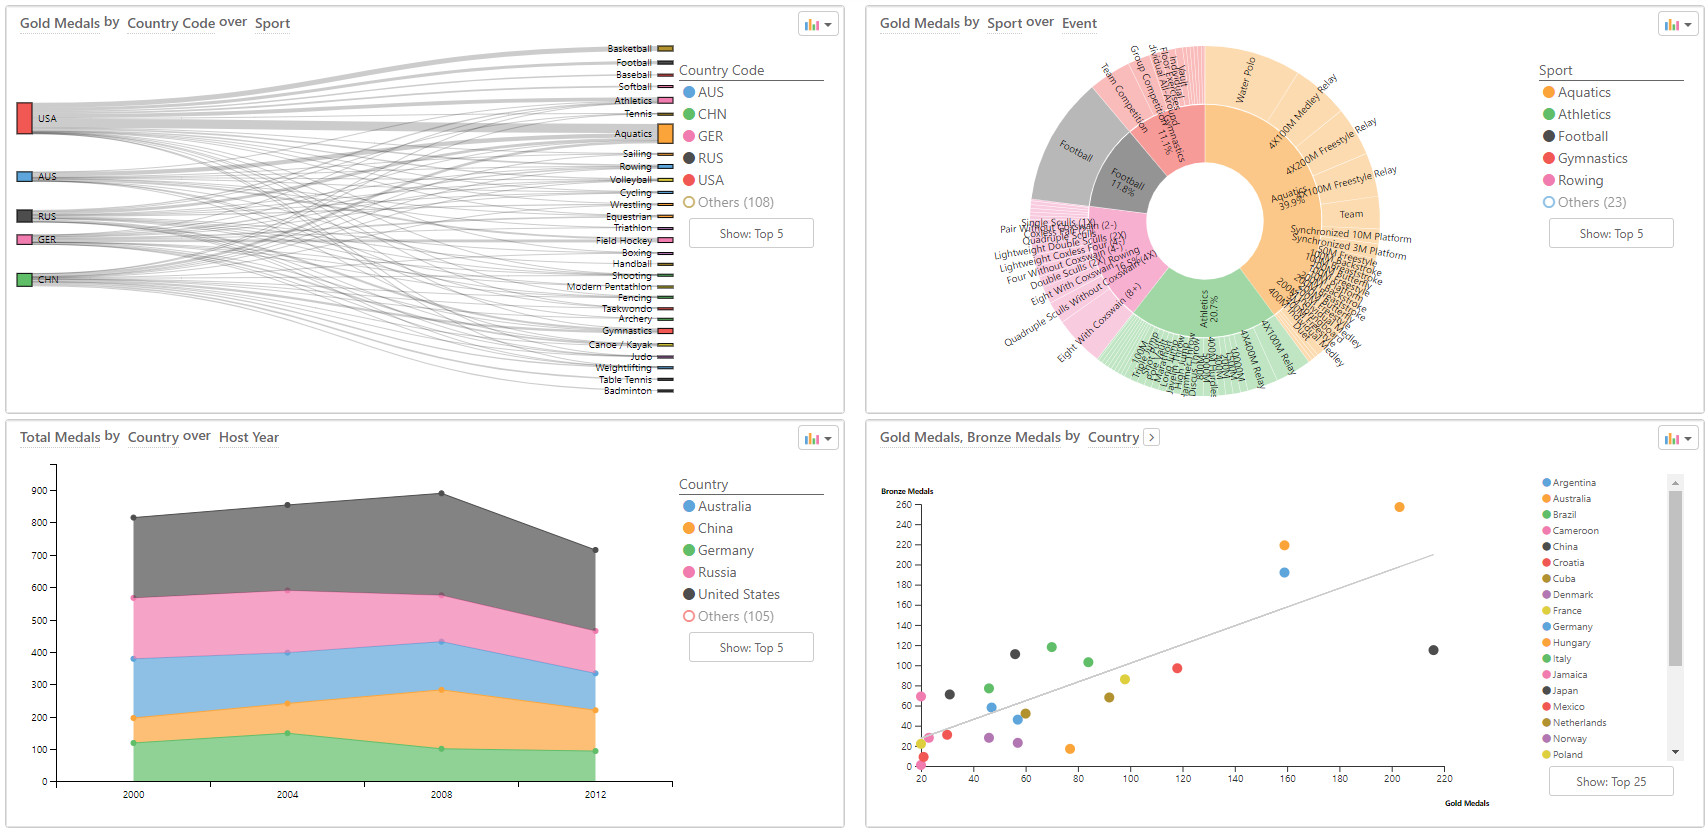 Gold Medals by Country Code over Sport
USA
AUS
RUS
GER
CHN
Basketball
Football
Baseball
Softball
Athletics
Tennis
Aquatics
Sailing
Rowing
Volleyball
Cycling
Wrestling
Equestrian
Triathlon
Field Hockey
Boxing
Handball
Shooting
Modern Pentathlon
Fencing
Taekwondo
Archery
Gymnastics
Canoe / Kayak
Judo
Weightlifting
Table Tennis
Badminton
Country Code
AUS
CHN
GER
RUS
USA
Others (108)
Show: Top 5
Gold Medals by Sport over Event
Water Polo
4X100M Medley Relay
4X200M Freestyle Relay
4X100M Freestyle Relay
Team
Synchronized 10M Platform
Synchronized 3M Platform
Aquatics
39.9%
Athletics
20.7%
4X100M Relay
4X400M Relay
10000M
100M
Eight With Coxswain (8+)
Quadruple Sculls Without Coxswain (4X)
Eight With Coxswain
Double Sculls (2X)
Rowing
16.5%
Four Without Coxswain (4-)
Lightweight Coxless Four (4-)
Lightweight Double Sculls (2X)
Quadruple Sculls
Pair Without Coxswain (2-)
Single Sculls (1X)
Football
Football
11.8%
Team Competition
Group Competition
Gymnastics
11.1%
Vault
Sport
Aquatics
Athletics
Football
Gymnastics
Rowing
Others (23)
Show: Top 5
Total Medals by Country over Host Year
900
800
700
600
500
400
300
200
100
0
2000
2004
2008
2012
Country
Australia
China
Germany
Russia
United States
Others (105)
Show: Top 5
Gold Medals, Bronze Medals by Country
Bronze Medals
260
240
220
200
180
160
140
120
100
80
60
40
20
0
20
40
60
80
100
120
140
160
180
200
220
Gold Medals
Argentina
Australia
Brazil
Cameroon
China
Croatia
Cuba
Denmark
France
Germany
Hungary
Italy
Jamaica
Japan
Mexico
Netherlands
Norway
Poland
Show: Top 25